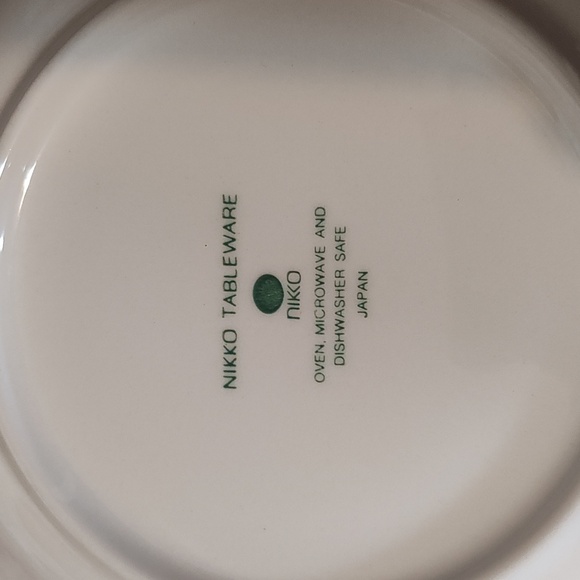 NIKKO TABLEWARE
nikko
OVEN, MICROWAVE AND
DISHWASHER SAFE
JAPAN